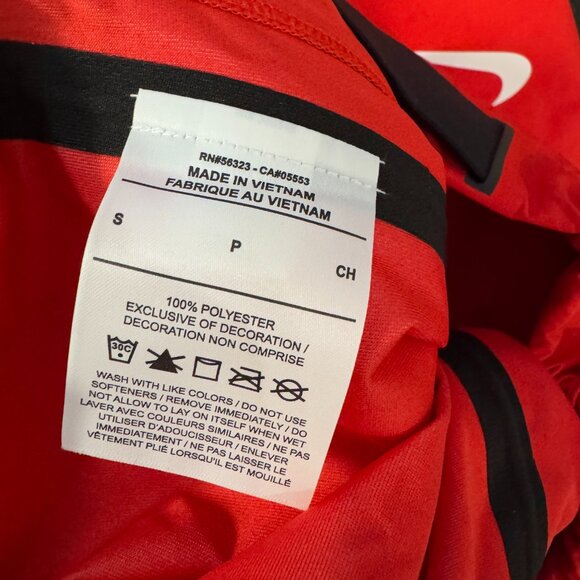 RN#56323 - CA#05553
MADE IN VIETNAM
FABRIQUE AU VIETNAM
S P CH
100% POLYESTER
EXCLUSIVE OF DECORATION /
DECORATION NON COMPRISE
30C
WASH WITH LIKE COLORS / DO NOT USE
SOFTENERS / REMOVE IMMEDIATELY / DO
NOT ALLOW TO LAY ON ITSELF WHEN WET
LAVER AVEC COULEURS SIMILAIRES / NE PAS
UTILISER D'ADOUCISSEUR / ENLEVER
IMMEDIATEMENT / NE PAS LAISSER LE
VÊTEMENT PLIÉ LORSQU'IL EST MOUILLÉ